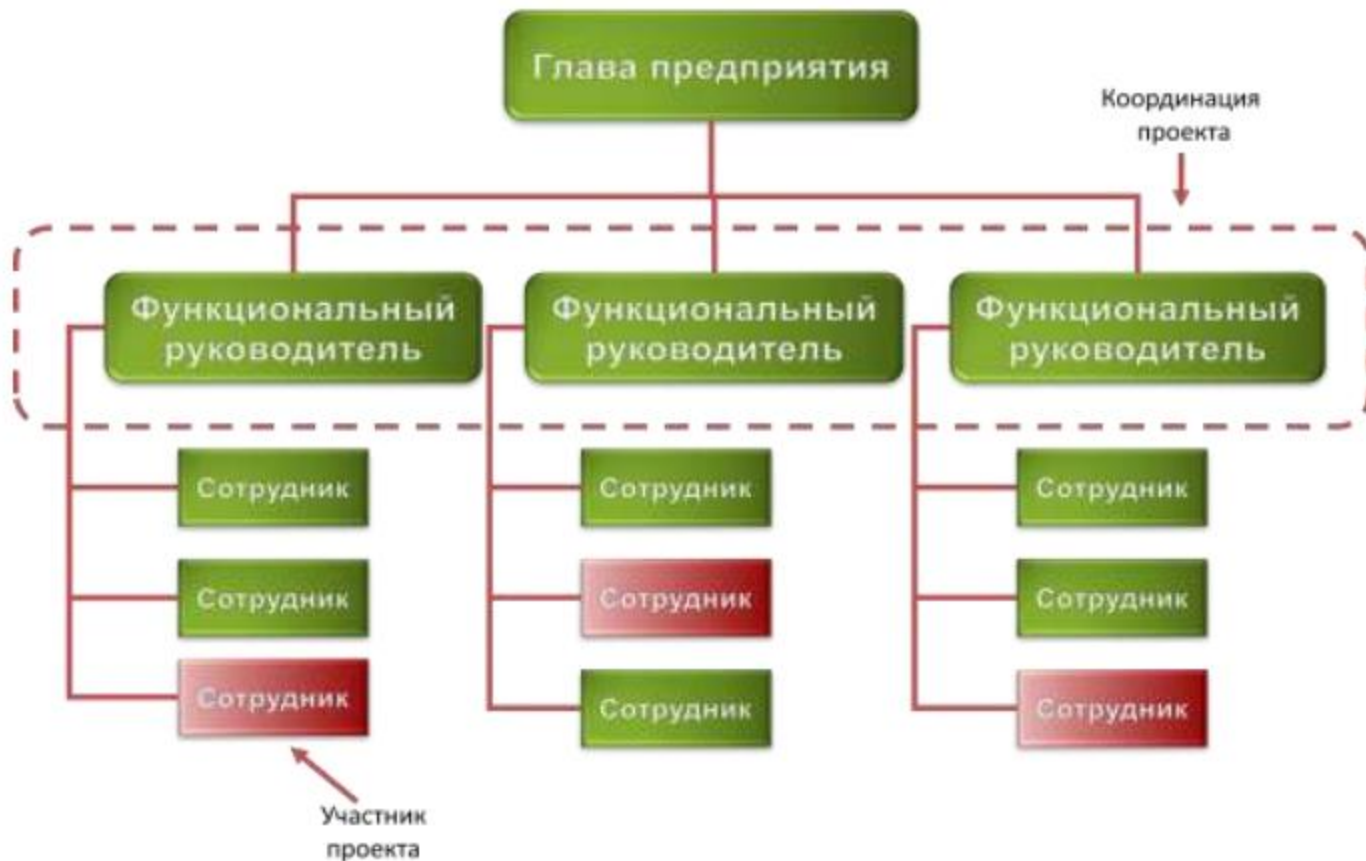 Глава предприятия
Координация
проекта
Функциональный
руководитель
Функциональный
руководитель
Функциональный
руководитель
Сотрудник
Сотрудник
Сотрудник
Сотрудник
Сотрудник
Сотрудник
Сотрудник
Сотрудник
Сотрудник
Участник
проекта